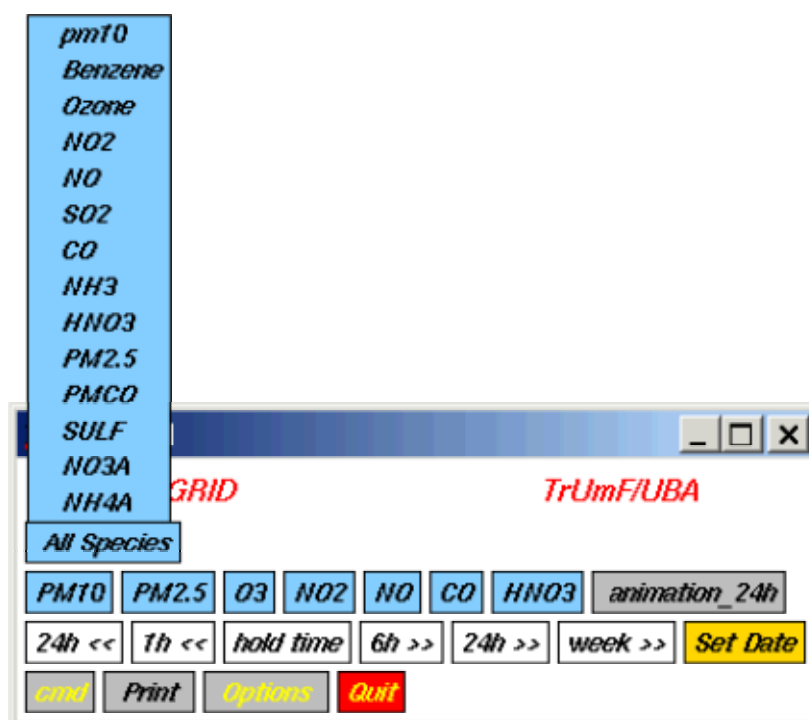 pm10
Benzene
Ozone
NO2
NO
SO2
CO
NH3
HNO3
PM2.5
PMCO
SULF
NO3A
GRID TrUmF/UBA
NH4A
All Species
PM10 PM2.5 O3 NO2 NO CO HNO3 animation_24h
24h << 1h << hold time 6h >> 24h >> week >> Set Date
cmd Print Options Quit